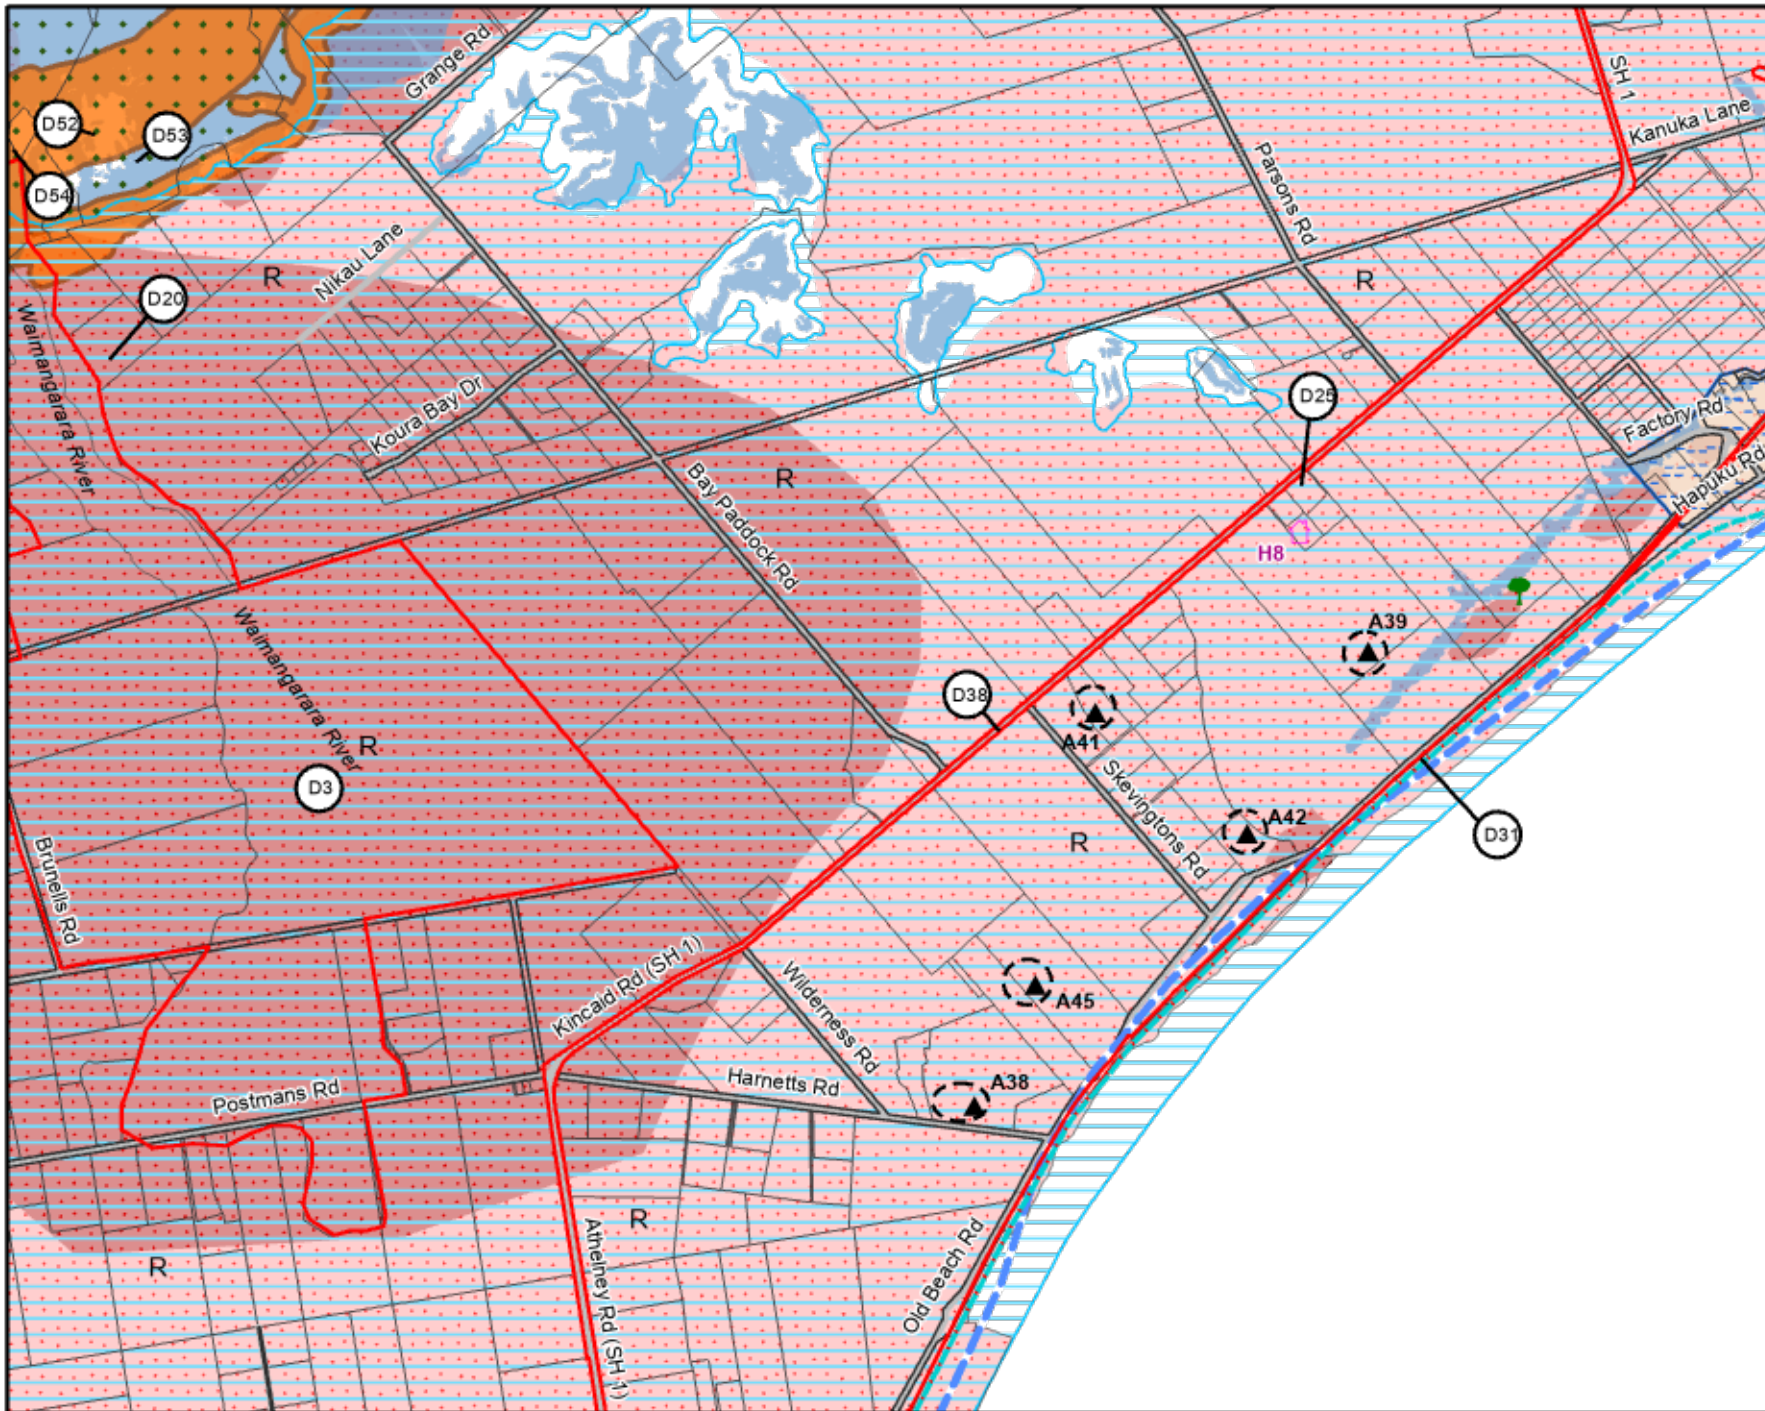 Grange Rd
SH 1
Kanuka Lane
D52
D53
D54
Parsons Rd
Nikau Lane
R
R
D20
Waimangarara River
Koura Bay Dr
D25
Factory Rd
Hapuku Rd
Bay Paddock Rd
R
H8
A39
Waimangarara River
D38
A41
R
D3
Skevingtons Rd
A42
D31
R
Brunells Rd
Kincald Rd (SH 1)
Wilderness Rd
A45
Postmans Rd
Harnetts Rd
A38
R
R
Athelney Rd (SH 1)
Old Beach Rd